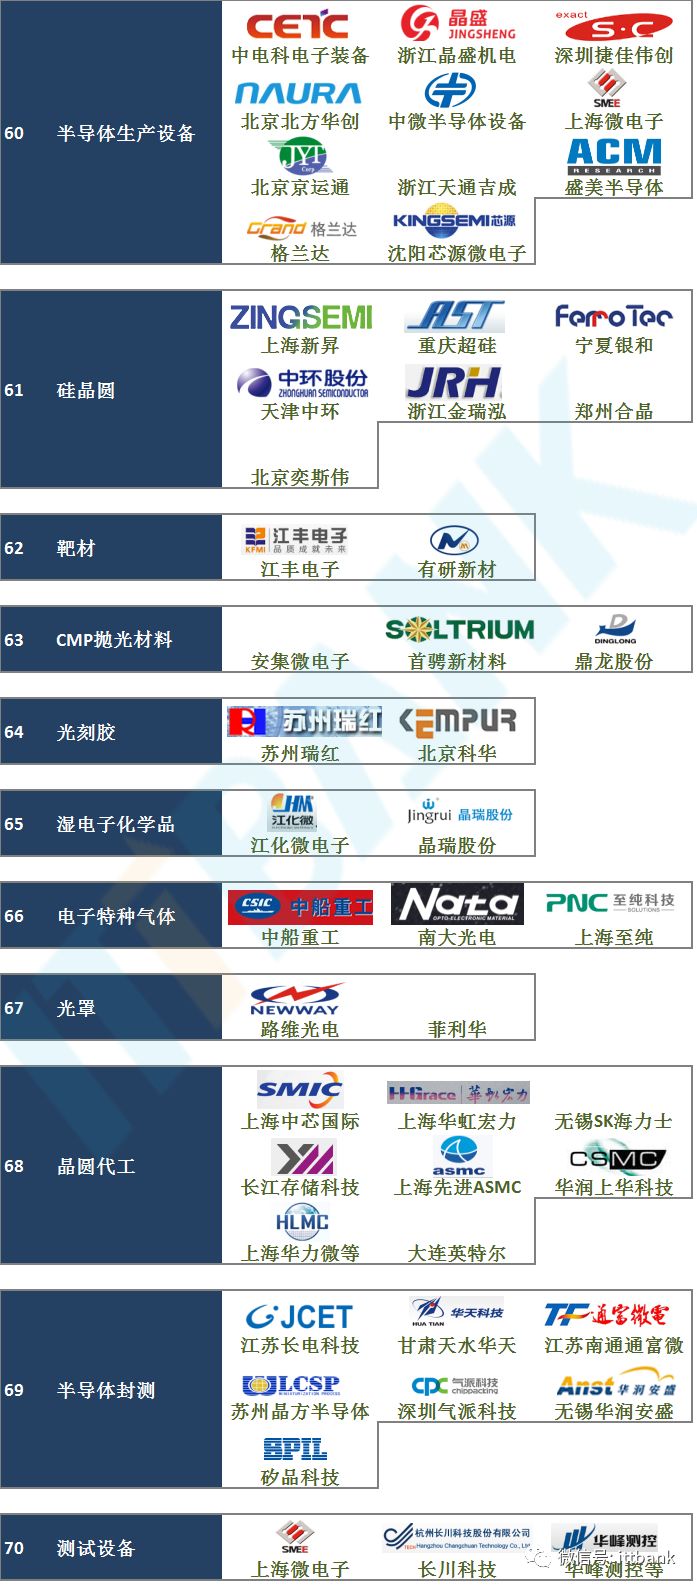 60 半导体生产设备
CETC
晶盛 JINGSHENG
exact S·C
中电科电子装备 浙江晶盛机电 深圳捷佳伟创
NAURA
SMEE
北京北方华创 中微半导体设备 上海微电子
JYT Corp
ACM RESEARCH
北京京运通 浙江天通吉成 盛美半导体
Grand 格兰达
KINGSEMI芯源
格兰达 沈阳芯源微电子
61 硅晶圆
ZINGSEMI
AST
FerroTec
上海新昇 重庆超硅 宁夏银和
中环股份 ZHONGHUAN SEMICONDUCTOR
JRH
天津中环 浙江金瑞泓 郑州合晶
北京奕斯伟
62 靶材
KFMI 江丰电子 品质成就未来
江丰电子 有研新材
63 CMP抛光材料
SOLTRIUM
DINGLONG
安集微电子 首骋新材料 鼎龙股份
64 光刻胶
苏州瑞红
KEMPUR
苏州瑞红 北京科华
65 湿电子化学品
JHM 江化微
Jingrui 晶瑞股份
江化微电子 晶瑞股份
66 电子特种气体
CSIC 中船重工
Nata OPTO-ELECTRONIC MATERIAL
PNC SOLUTIONS 至纯科技
中船重工 南大光电 上海至纯
67 光罩
NEWWAY
路维光电 菲利华
68 晶圆代工
SMIC
HHGrace 華虹宏力
上海中芯国际 上海华虹宏力 无锡SK海力士
asmc
CSMC
长江存储科技 上海先进ASMC 华润上华科技
HLMC
上海华力微等 大连英特尔
69 半导体封测
JCET
HUA TIAN 华天科技
TF 通富微電
江苏长电科技 甘肃天水华天 江苏南通通富微
WLCSP MINIATURIZATION PROCESS
CPC 气派科技 chippacking
Anst 华润安盛
苏州晶方半导体 深圳气派科技 无锡华润安盛
SPIL
矽品科技
70 测试设备
SMEE
CCTECH 杭州长川科技股份有限公司 Hangzhou Changchuan Technology Co., Ltd
华峰测控
上海微电子 长川科技 华峰测控等
微信号: ittbank
ITTBANK